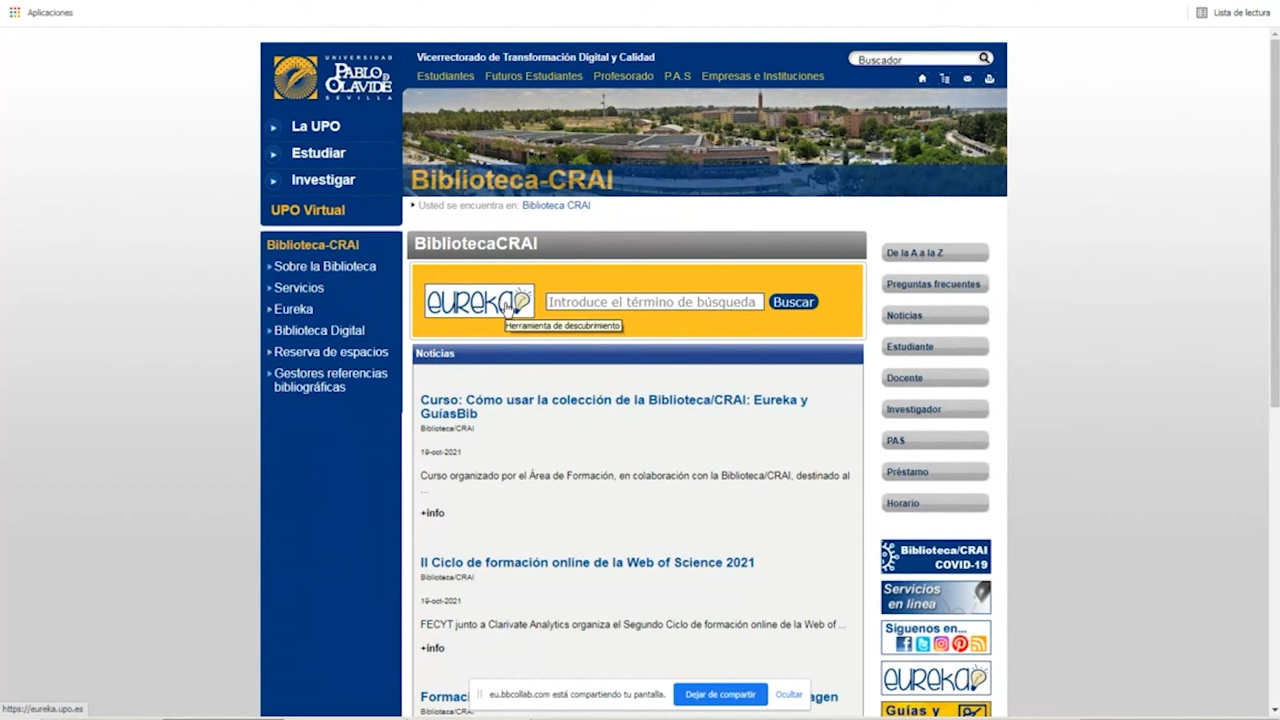 Aplicaciones
Lista de lectura
UNIVERSIDAD
PABLO DE
OLAVIDE
SEVILLA
Vicerrectorado de Transformación Digital y Calidad
Buscador
Estudiantes Futuros Estudiantes Profesorado P.A.S Empresas e Instituciones
La UPO
Estudiar
Investigar
UPO Virtual
Biblioteca-CRAI
Usted se encuentra en: Biblioteca CRAI
Biblioteca-CRAI
Sobre la Biblioteca
Servicios
Eureka
Biblioteca Digital
Reserva de espacios
Gestores referencias
bibliográficas
BibliotecaCRAI
eureka
Introduce el término de búsqueda
Buscar
Herramienta de descubrimiento
Noticias
Curso: Cómo usar la colección de la Biblioteca/CRAI: Eureka y
GuíasBib
Biblioteca/CRAI
19-oct-2021
Curso organizado por el Área de Formación, en colaboración con la Biblioteca/CRAI, destinado al
...
+info
II Ciclo de formación online de la Web of Science 2021
Biblioteca/CRAI
19-oct-2021
FECYT junto a Clarivate Analytics organiza el Segundo Ciclo de formación online de la Web of ...
+info
Biblioteca/CRAI
De la A a la Z
Preguntas frecuentes
Noticias
Estudiante
Docente
Investigador
PAS
Préstamo
Horario
Biblioteca/CRAI
COVID-19
Servicios
en línea
Síguenos en...
eureka
Guías y
eu.bbcollab.com está compartiendo tu pantalla.
Dejar de compartir
Ocultar
https://eureka.upo.es